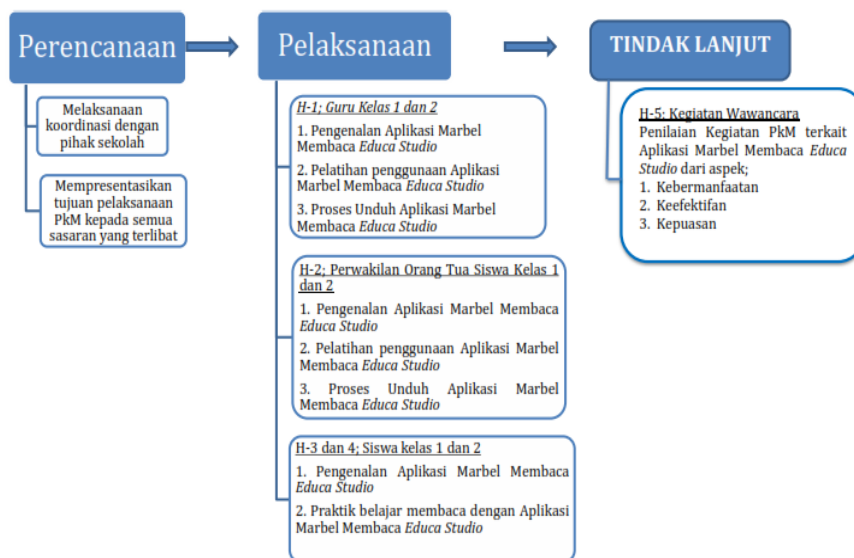 Perencanaan
Melaksanaan
koordinasi dengan
pihak sekolah
Mempresentasikan
tujuan pelaksanaan
PkM kepada semua
sasaran yang terlibat
Pelaksanaan
H-1; Guru Kelas 1 dan 2
1. Pengenalan Aplikasi Marbel
Membaca Educa Studio
2. Pelatihan penggunaan Aplikasi
Marbel Membaca Educa Studio
3. Proses Unduh Aplikasi Marbel
Membaca Educa Studio
H-2; Perwakilan Orang Tua Siswa Kelas 1
dan 2
1. Pengenalan Aplikasi Marbel Membaca
Educa Studio
2. Pelatihan penggunaan Aplikasi Marbel
Membaca Educa Studio
3. Proses Unduh Aplikasi Marbel
Membaca Educa Studio
H-3 dan 4; Siswa kelas 1 dan 2
1. Pengenalan Aplikasi Marbel Membaca
Educa Studio
2. Praktik belajar membaca dengan Aplikasi
Marbel Membaca Educa Studio
TINDAK LANJUT
H-5: Kegiatan Wawancara
Penilaian Kegiatan PkM terkait
Aplikasi Marbel Membaca Educa
Studio dari aspek;
1. Kebermanfaatan
2. Keefektifan
3. Kepuasan